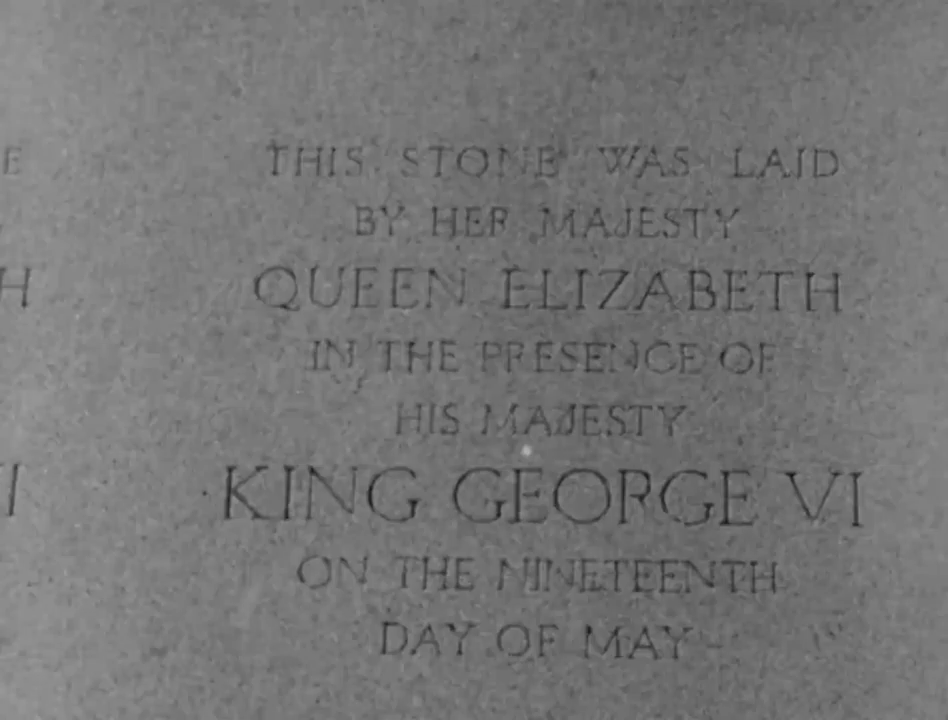 THIS STONE WAS LAID
BY HER MAJESTY
QUEEN ELIZABETH
IN THE PRESENCE OF
HIS MAJESTY
KING GEORGE VI
ON THE NINETEENTH
DAY OF MAY